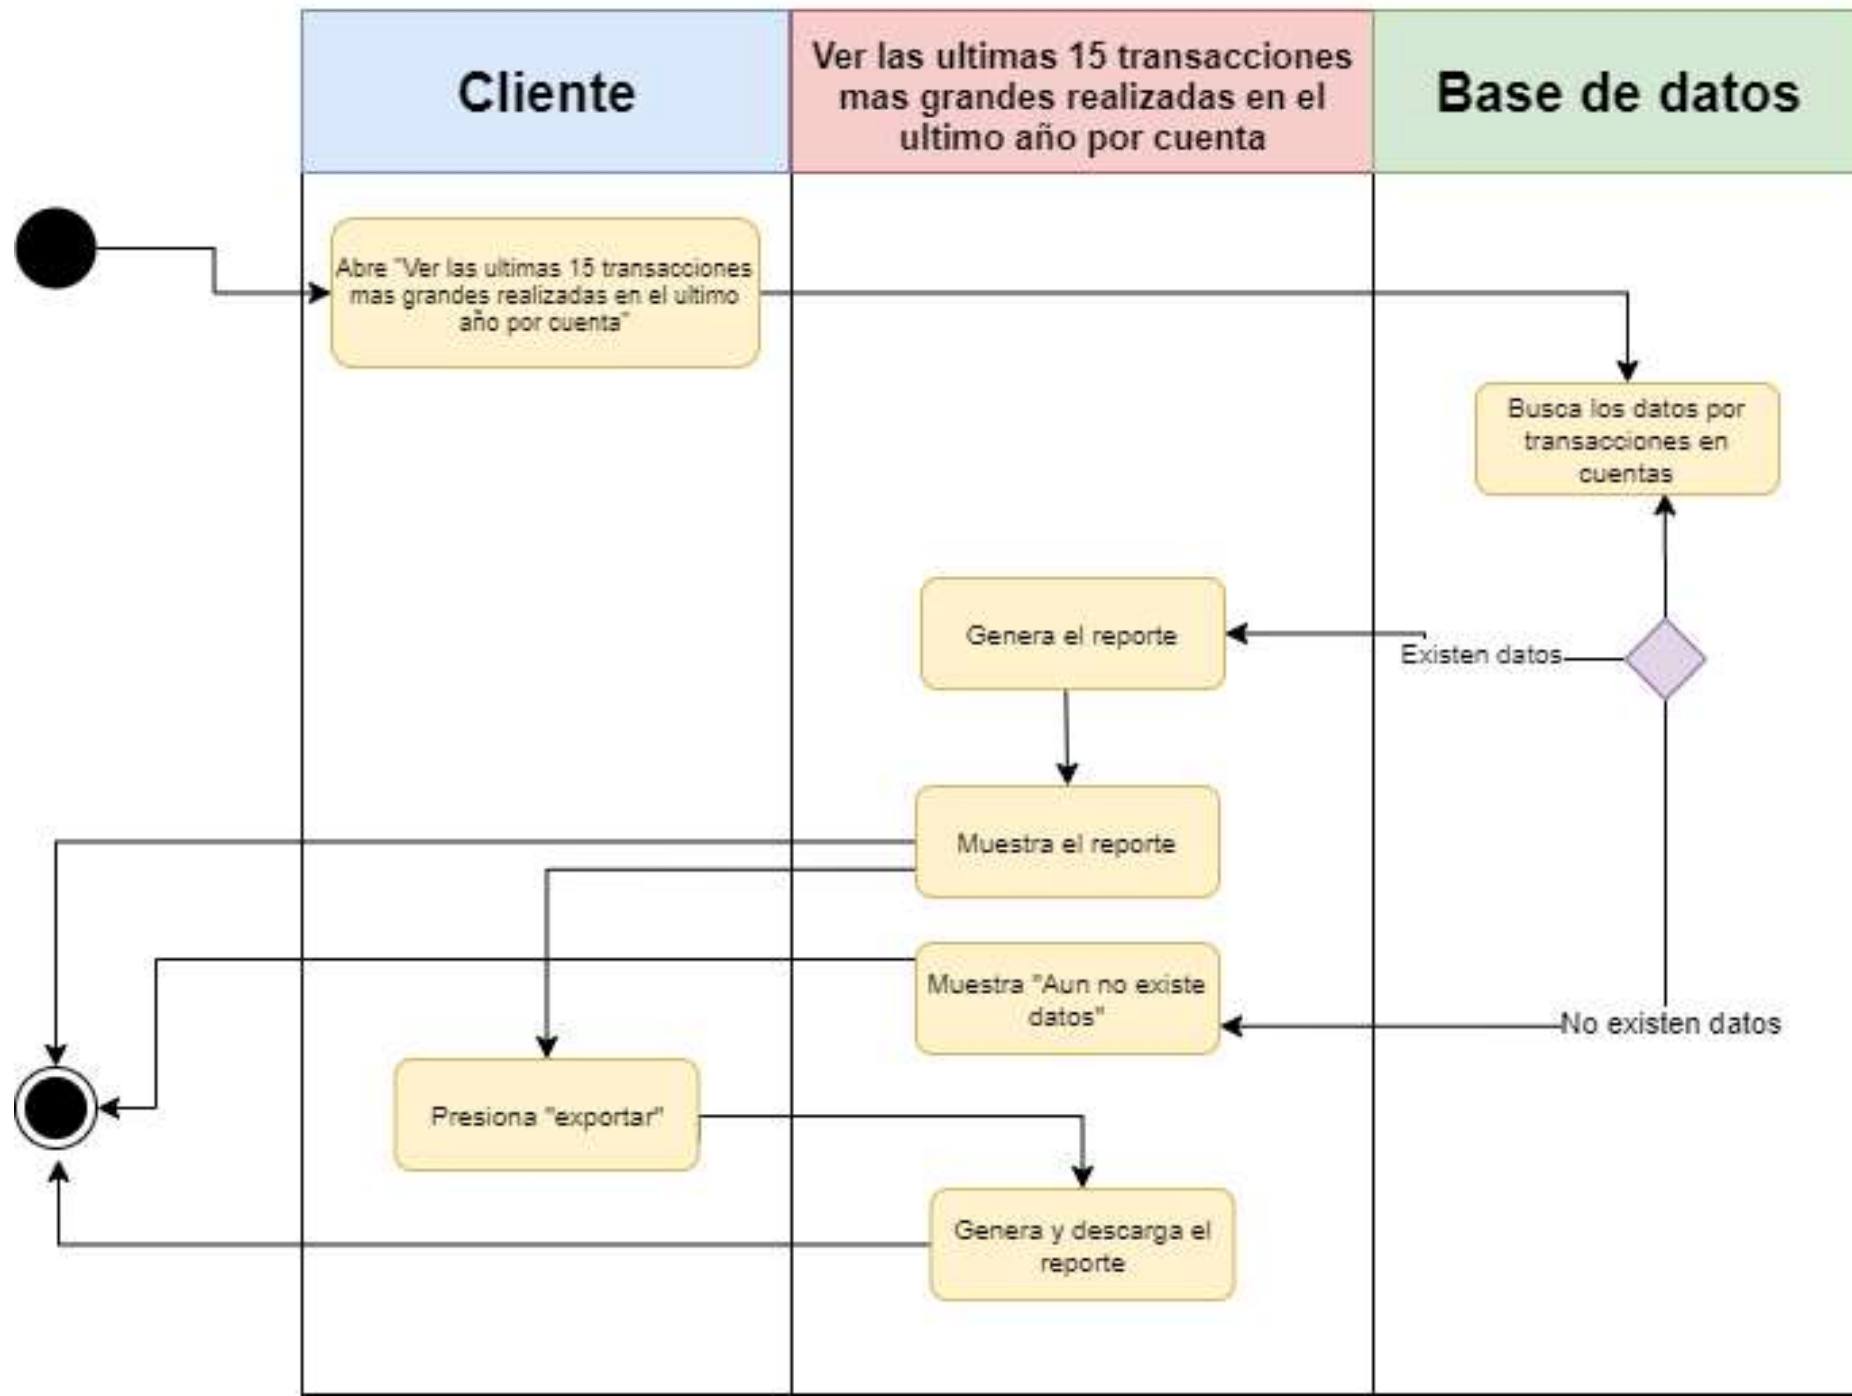 Cliente
Ver las ultimas 15 transacciones
mas grandes realizadas en el
ultimo año por cuenta
Base de datos
Abre "Ver las ultimas 15 transacciones
mas grandes realizadas en el ultimo
año por cuenta"
Busca los datos por
transacciones en
cuentas
Genera el reporte
Existen datos
Muestra el reporte
Muestra "Aun no existe
datos"
No existen datos
Presiona "exportar"
Genera y descarga el
reporte